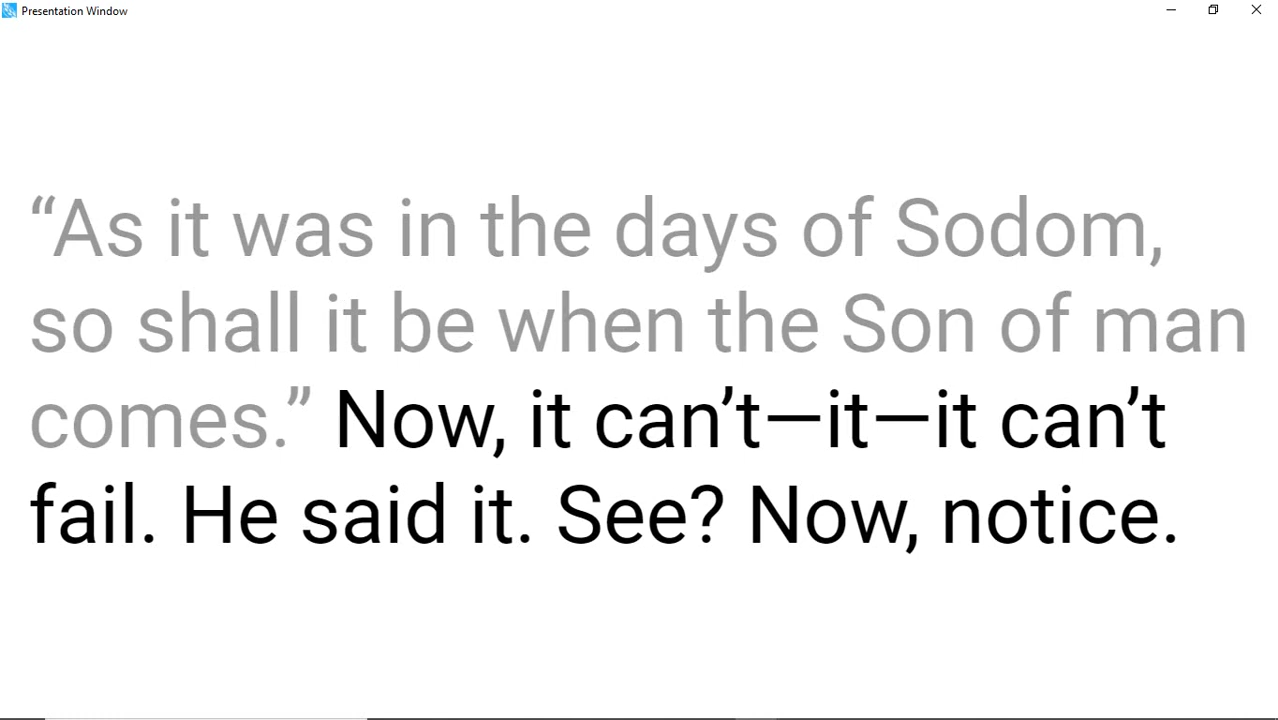 Presentation Window
“As it was in the days of Sodom,
so shall it be when the Son of man
comes.” Now, it can’t—it—it can’t
fail. He said it. See? Now, notice.